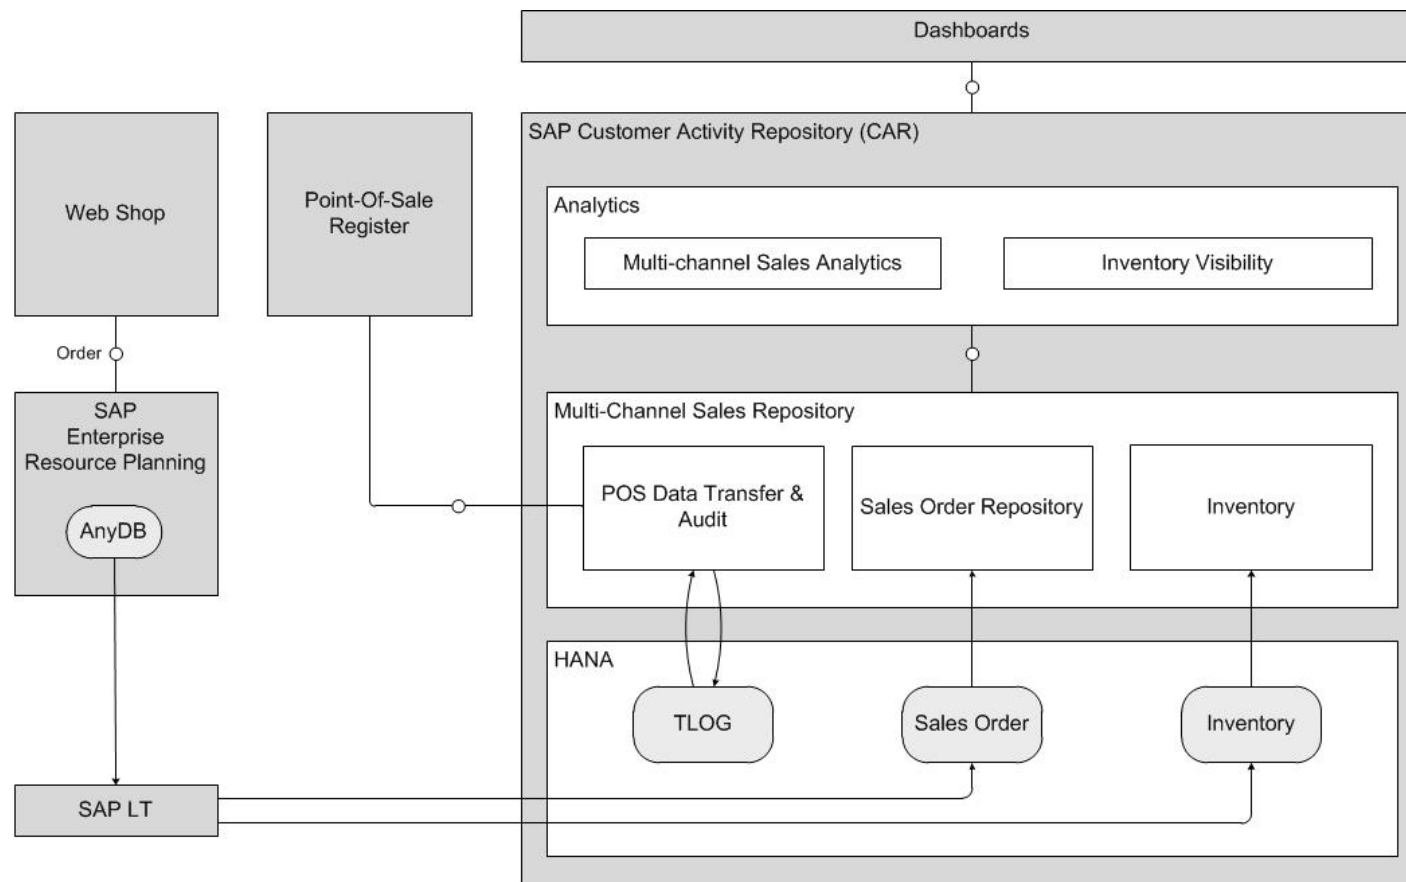 Dashboards
SAP Customer Activity Repository (CAR)
Web Shop
Point-Of-Sale
Register
Analytics
Multi-channel Sales Analytics
Inventory Visibility
Order
SAP
Enterprise
Resource Planning
AnyDB
Multi-Channel Sales Repository
POS Data Transfer &
Audit
Sales Order Repository
Inventory
HANA
TLOG
Sales Order
Inventory
SAP LT